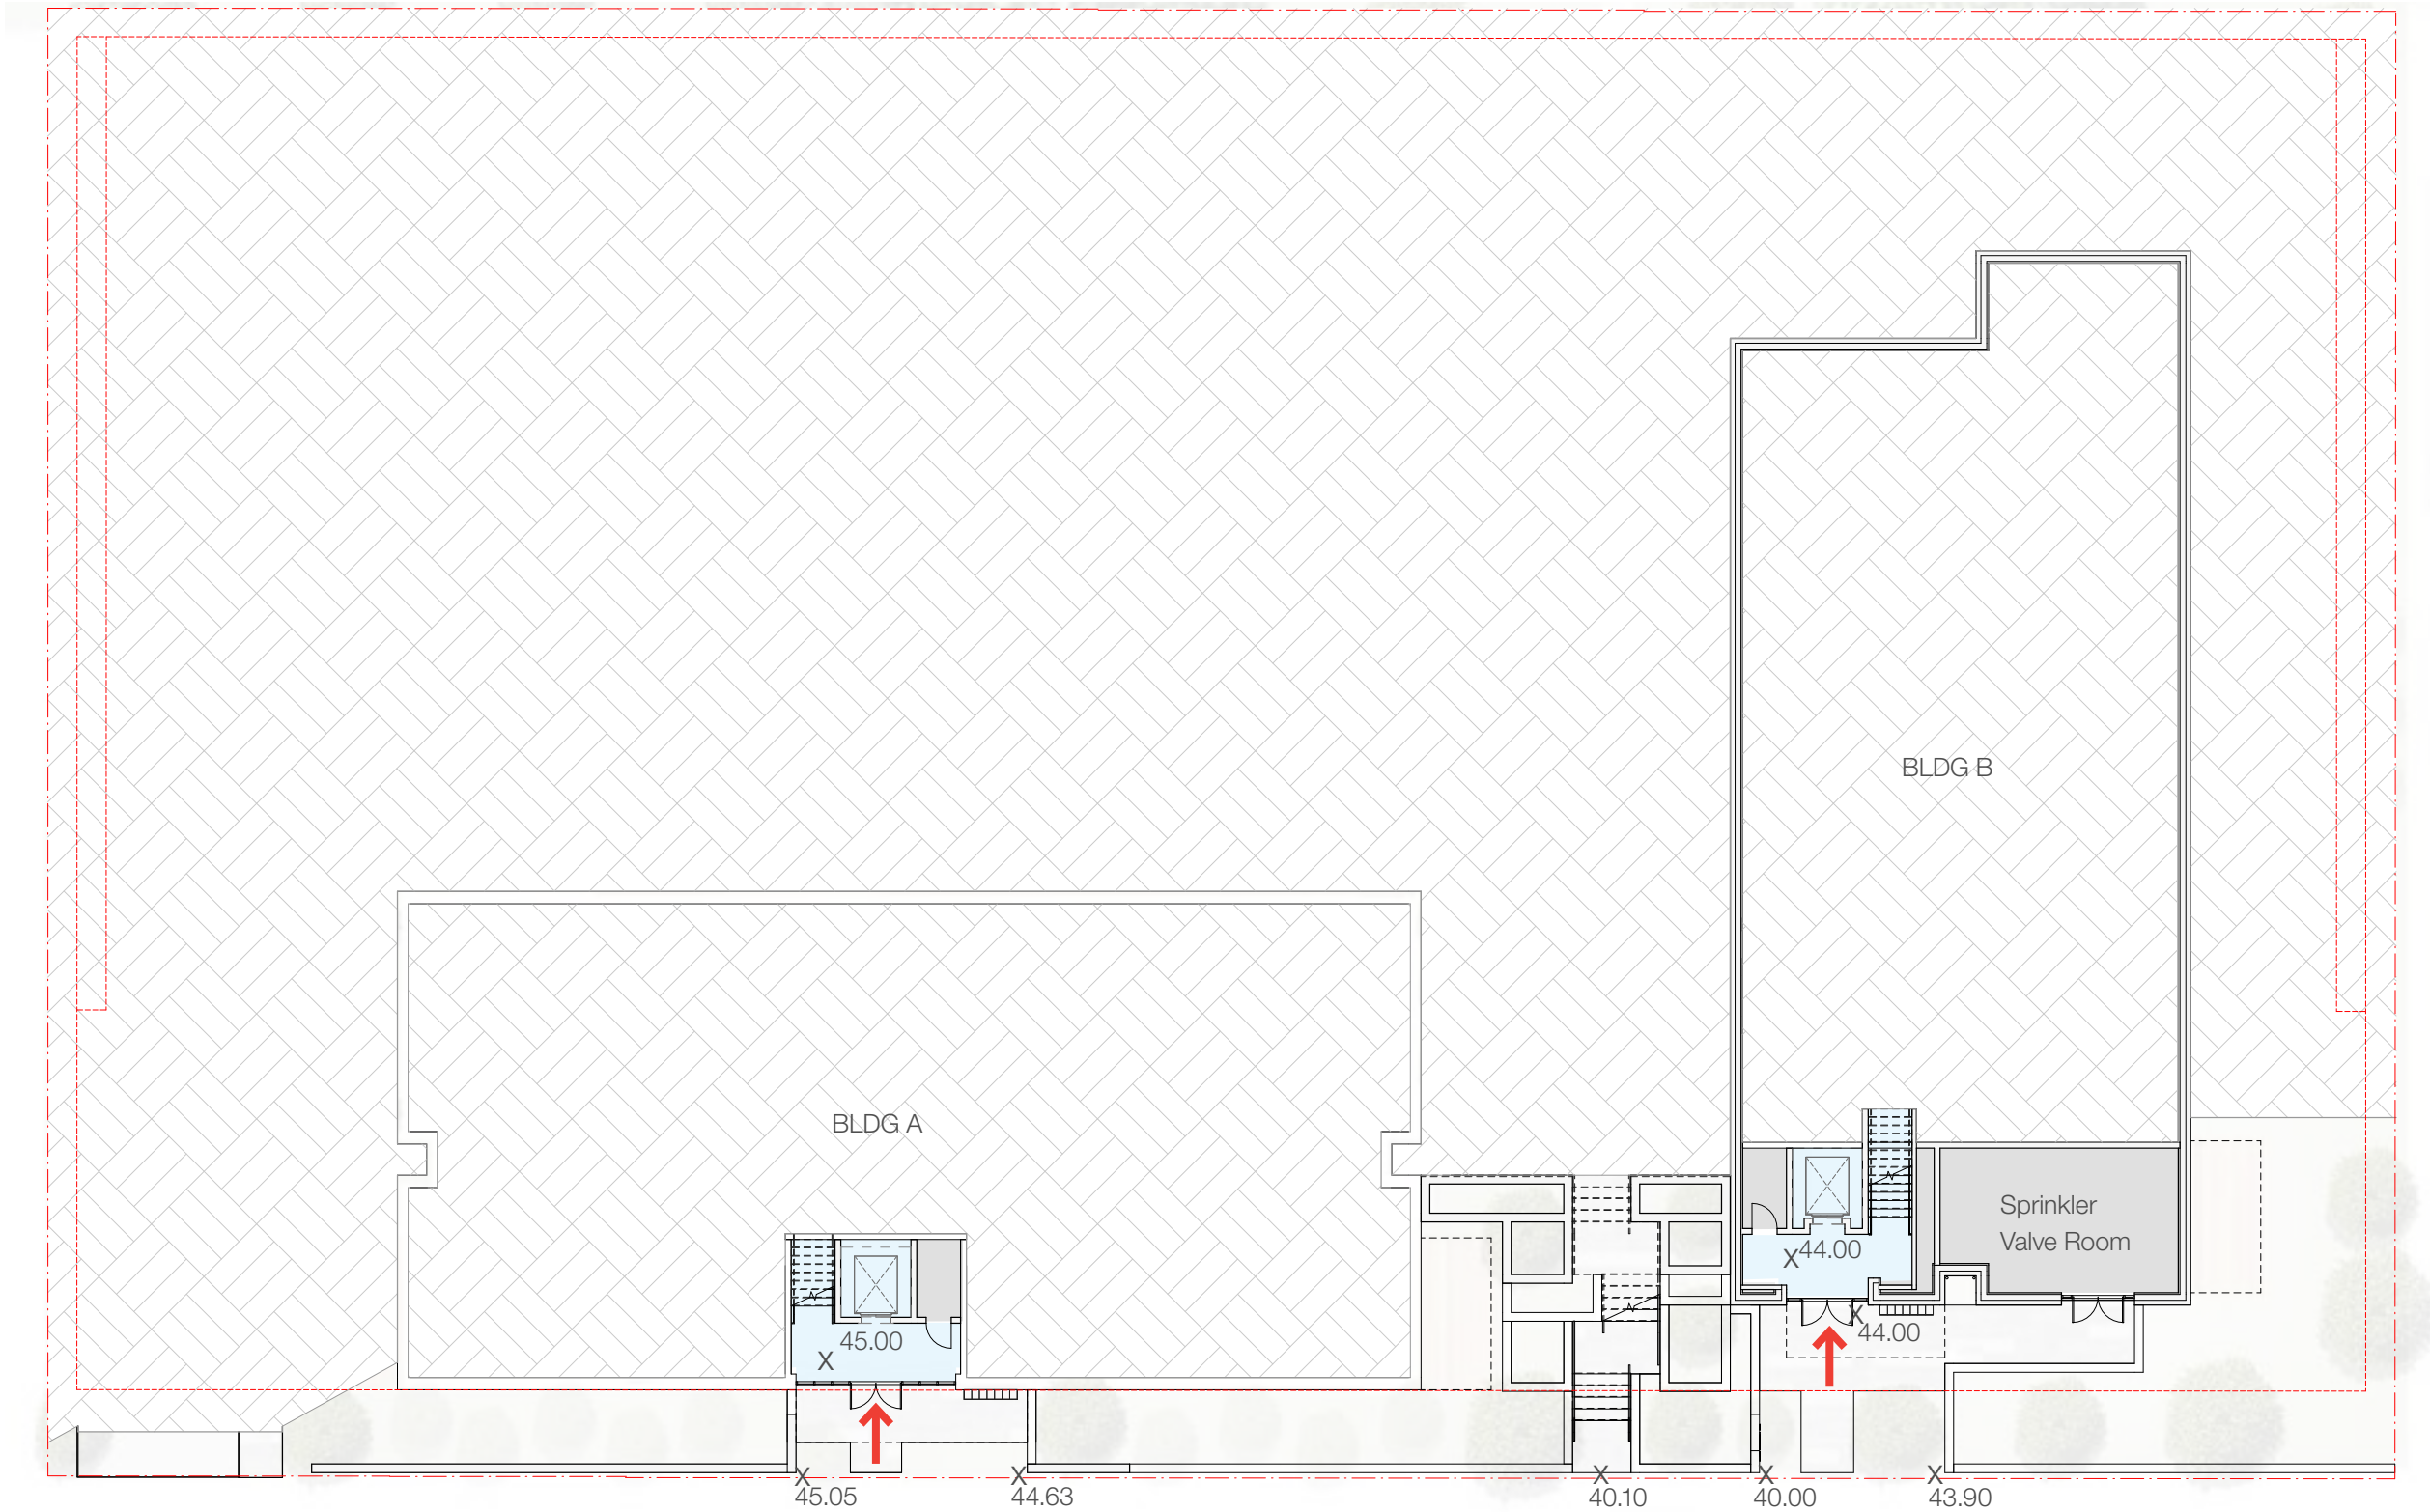 BLDG B
BLDG A
Sprinkler
Valve Room
X 44.00
X
44.00
45.00
X
X
X
X
X
X
45.05
44.63
40.10
40.00
43.90